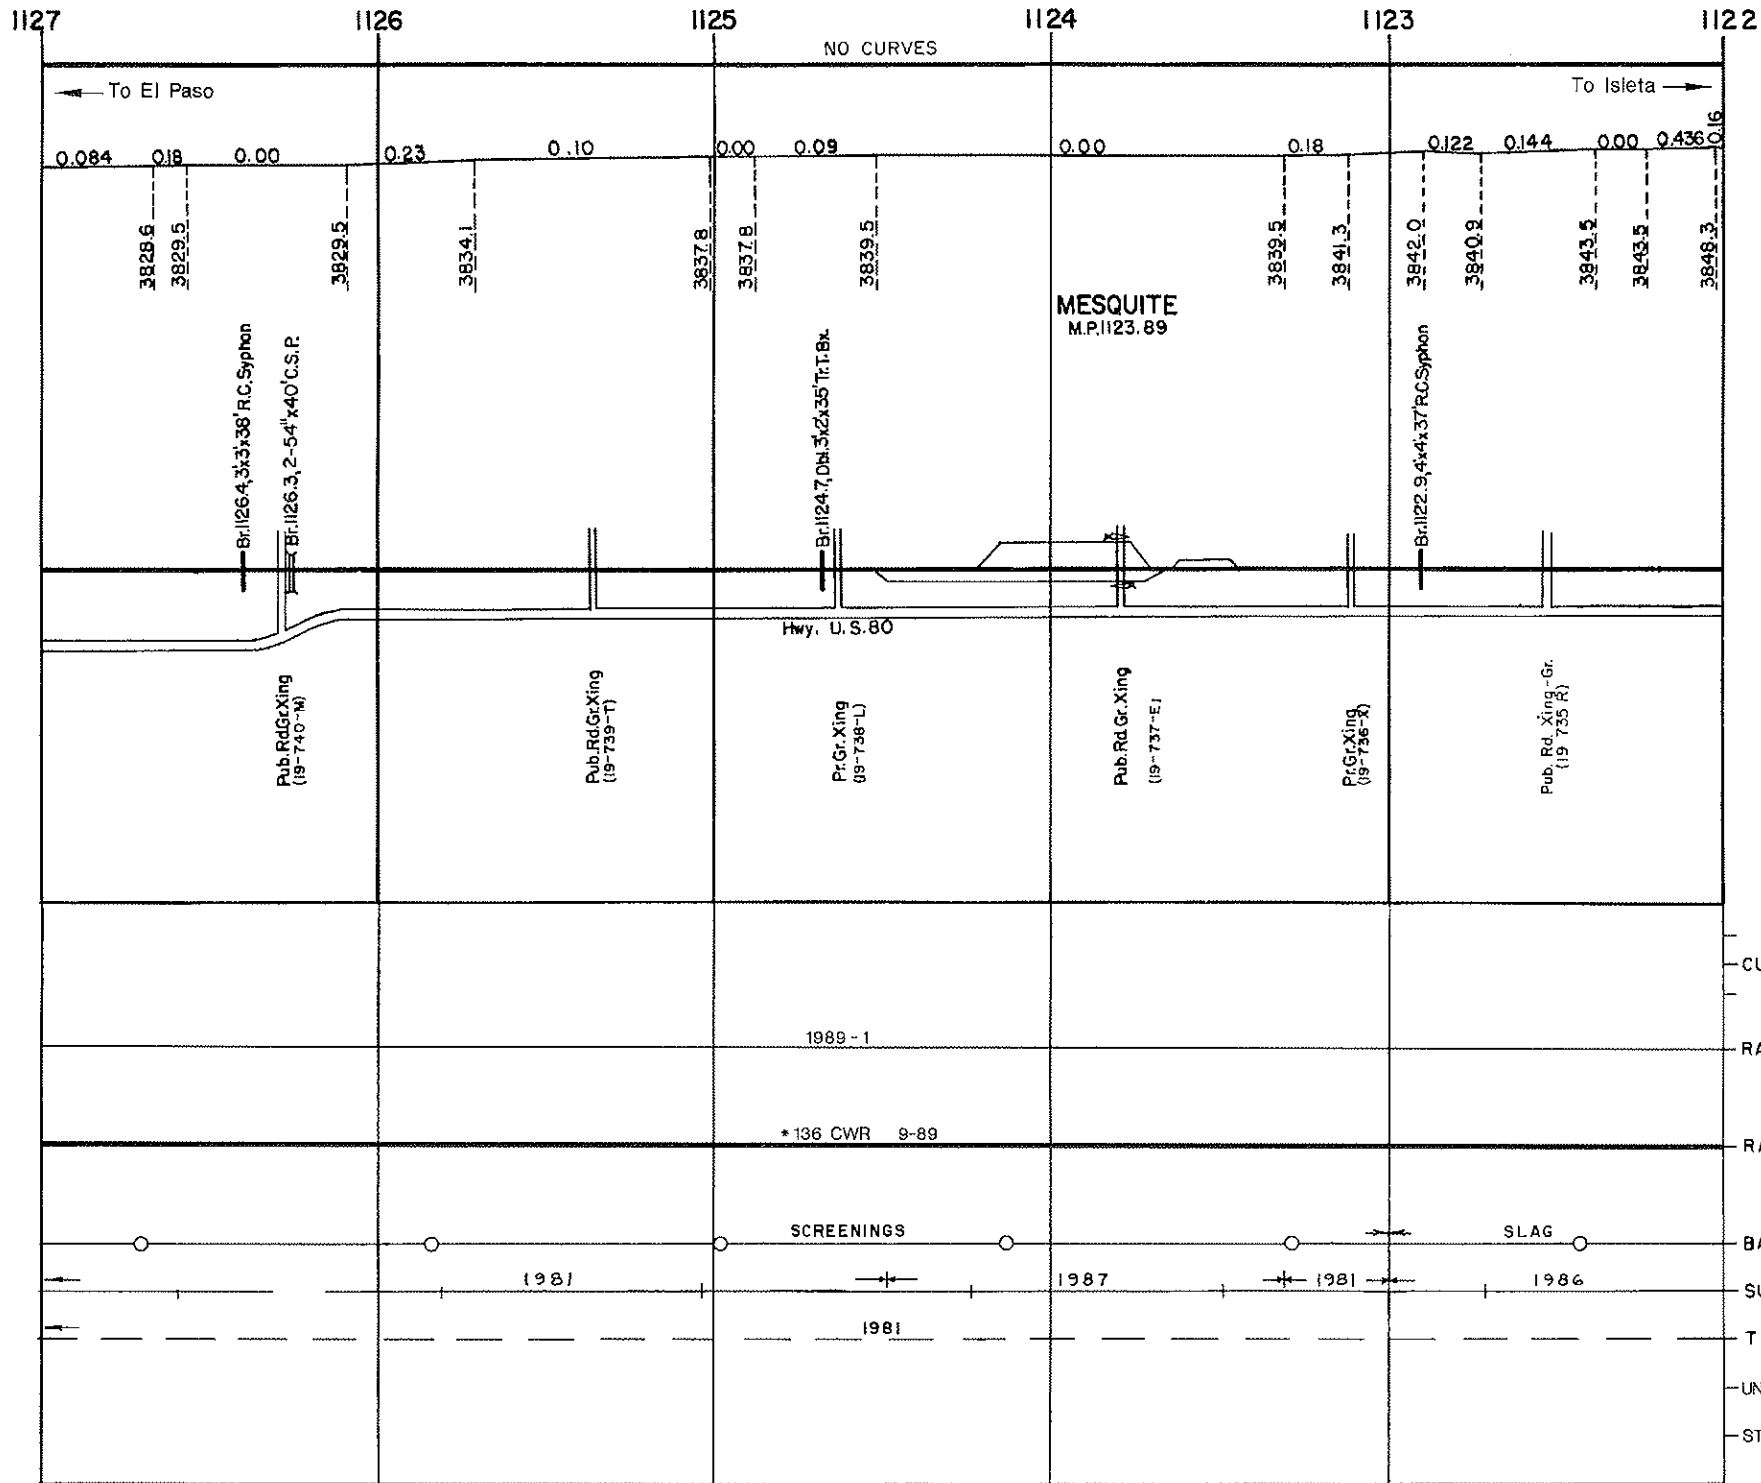 1127 1126 1125 1124 1123 1122
NO CURVES
To El Paso
To Isleta
0.084 0.18 0.00 0.23 0.10 0.00 0.09 0.00 0.18 0.122 0.144 0.00 0.436 0.16
3828.6
3829.5
3829.5
3834.1
3837.8
3837.8
3839.5
3839.5
3841.3
3842.0
3840.9
3843.5
3843.5
3848.3
MESQUITE
M.P.1123.89
Br.1126.4, 3'x3'x38' R.C. Syphon
Br.1126.3, 2-54"x40' C.S.P.
Br.1124.7, Dbl. 3'x2'x35' Tr. T. Bx.
Br.1122.9, 4'x4'x37' R.C. Syphon
Hwy. U.S.80
Pub. Rd. Gr. Xing
(19-740-M)
Pub. Rd. Gr. Xing
(19-739-T)
Pr. Gr. Xing
(19-738-L)
Pub. Rd. Gr. Xing
(19-737-E)
Pr. Gr. Xing
(19-736-X)
Pub. Rd. Xing-Gr.
(19 735 R)
CU
1989-1
RA
*136 CWR 9-89
RA
SCREENINGS SLAG
BA
1981 1987 1981 1986
SU
1981
T
UN
ST